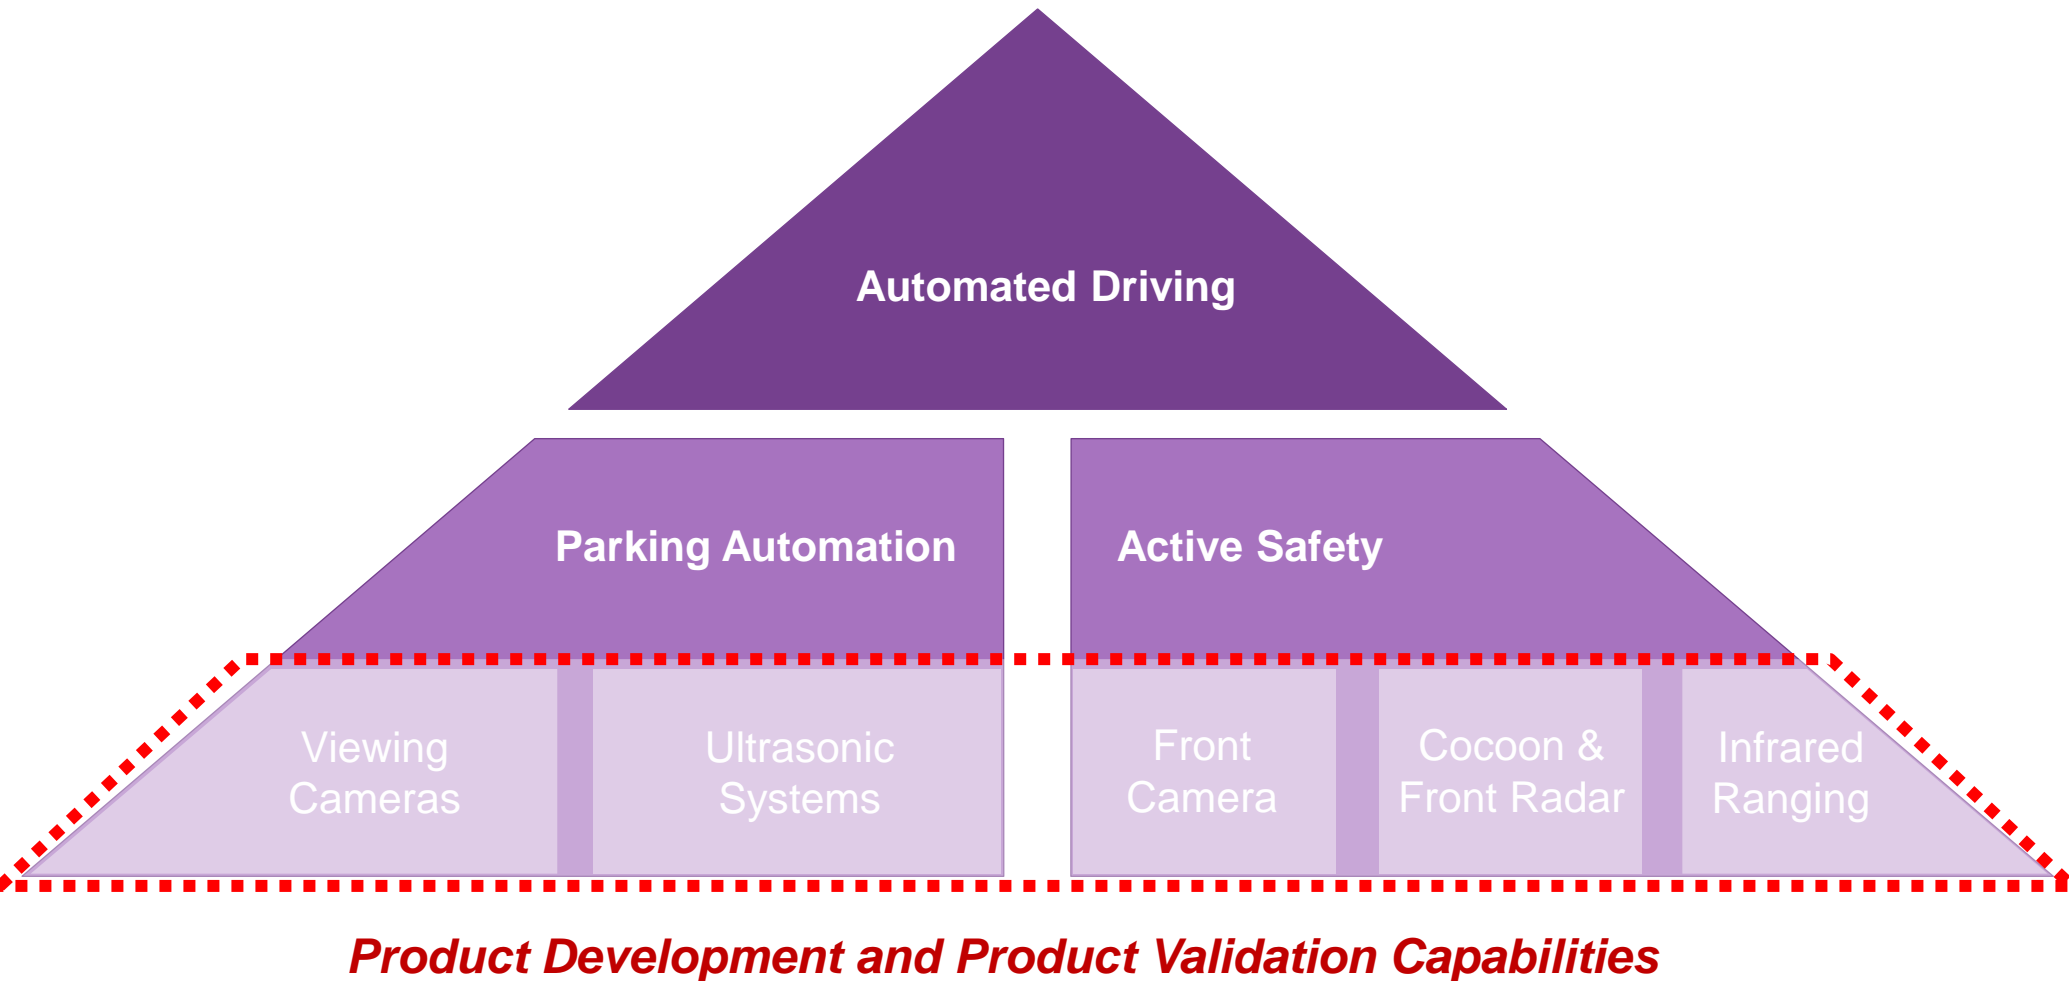 Automated Driving
Parking Automation
Active Safety
Viewing
Cameras
Ultrasonic
Systems
Front
Camera
Cocoon &
Front Radar
Infrared
Ranging
Product Development and Product Validation Capabilities